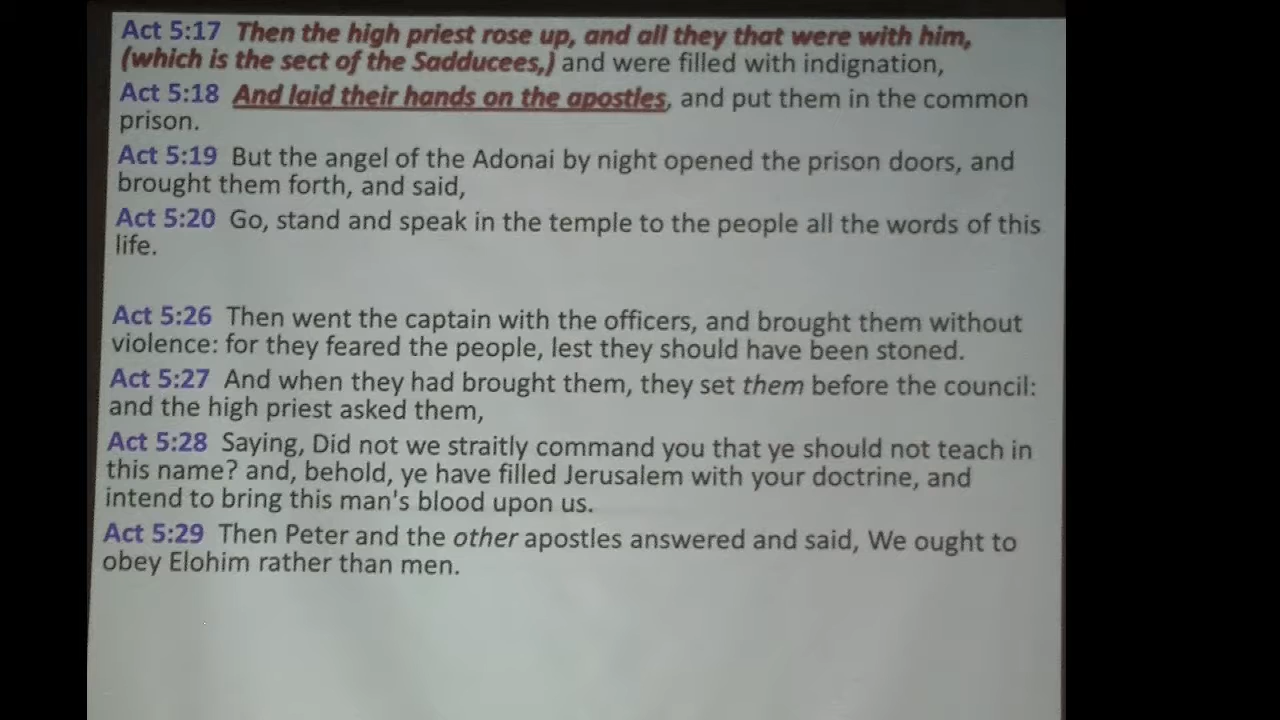 Act 5:17 Then the high priest rose up, and all they that were with him,
(which is the sect of the Sadducees,) and were filled with indignation,
Act 5:18 And laid their hands on the apostles, and put them in the common
prison.
Act 5:19 But the angel of the Adonai by night opened the prison doors, and
brought them forth, and said,
Act 5:20 Go, stand and speak in the temple to the people all the words of this
life.
Act 5:26 Then went the captain with the officers, and brought them without
violence: for they feared the people, lest they should have been stoned.
Act 5:27 And when they had brought them, they set them before the council:
and the high priest asked them,
Act 5:28 Saying, Did not we straitly command you that ye should not teach in
this name? and, behold, ye have filled Jerusalem with your doctrine, and
intend to bring this man's blood upon us.
Act 5:29 Then Peter and the other apostles answered and said, We ought to
obey Elohim rather than men.